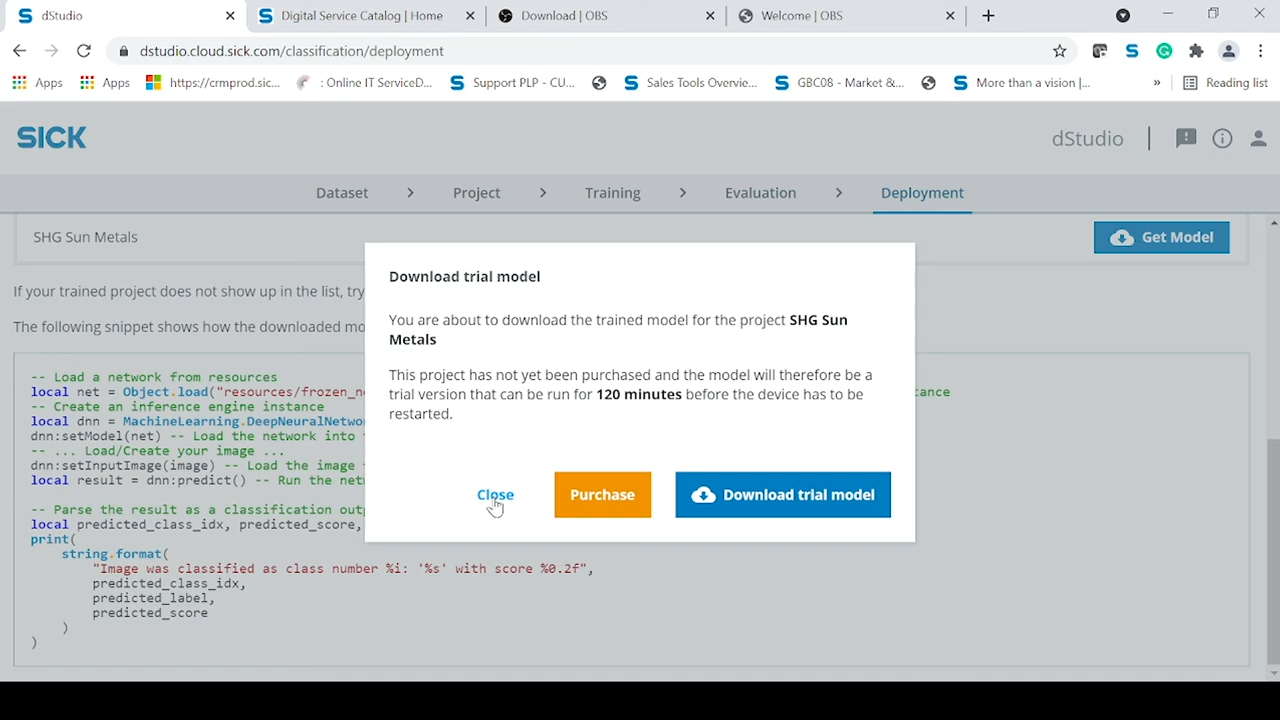 dStudio
Digital Service Catalog | Home
Download | OBS
Welcome | OBS
dstudio.cloud.sick.com/classification/deployment
Apps
Apps
https://crmprod.sic...
: Online IT ServiceD...
Support PLP - CU...
Sales Tools Overvie...
GBC08 - Market &...
More than a vision |...
»
Reading list
SICK
dStudio
Dataset
Project
Training
Evaluation
Deployment
SHG Sun Metals
Get Model
If your trained project does not show up in the list, try
The following snippet shows how the downloaded mo
-- Load a network from resources
local net = Object.load("resources/frozen_ne
tance
-- Create an inference engine instance
local dnn = MachineLearning.DeepNeuralNetwor
dnn:setModel(net) -- Load the network into
-- ... Load/Create your image ...
dnn:setInputImage(image) -- Load the image
local result = dnn:predict() -- Run the net
-- Parse the result as a classification outp
local predicted_class_idx, predicted_score,
print(
string.format(
"Image was classified as class number %i: '%s' with score %0.2f",
predicted_class_idx,
predicted_label,
predicted_score
)
)
Download trial model
You are about to download the trained model for the project SHG Sun
Metals
This project has not yet been purchased and the model will therefore be a
trial version that can be run for 120 minutes before the device has to be
restarted.
Close
Purchase
Download trial model